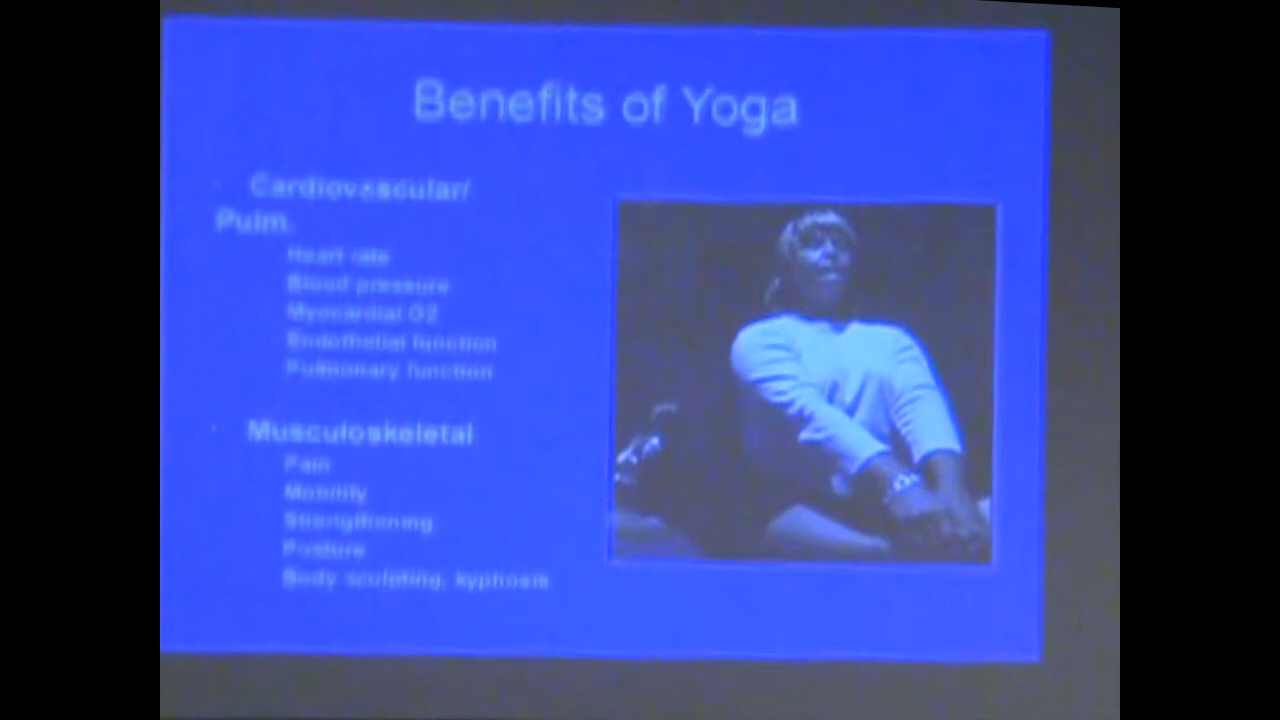 Benefits of Yoga
Cardiovascular/
Pulm.
Heart rate
Blood pressure
Myocardial O2
Endothelial function
Pulmonary function
Musculoskeletal
Pain
Mobility
Strengthening
Posture
Body sculpting, kyphosis